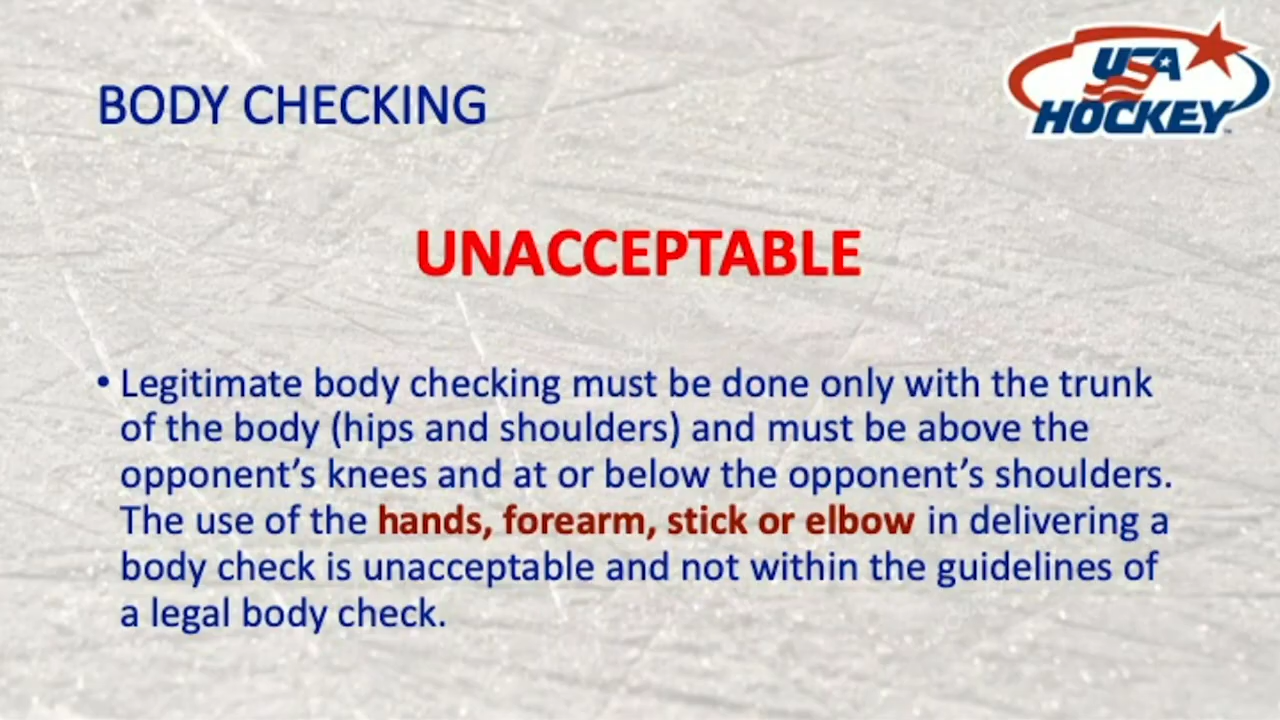 USA
HOCKEY
BODY CHECKING
UNACCEPTABLE
• Legitimate body checking must be done only with the trunk
of the body (hips and shoulders) and must be above the
opponent’s knees and at or below the opponent’s shoulders.
The use of the hands, forearm, stick or elbow in delivering a
body check is unacceptable and not within the guidelines of
a legal body check.